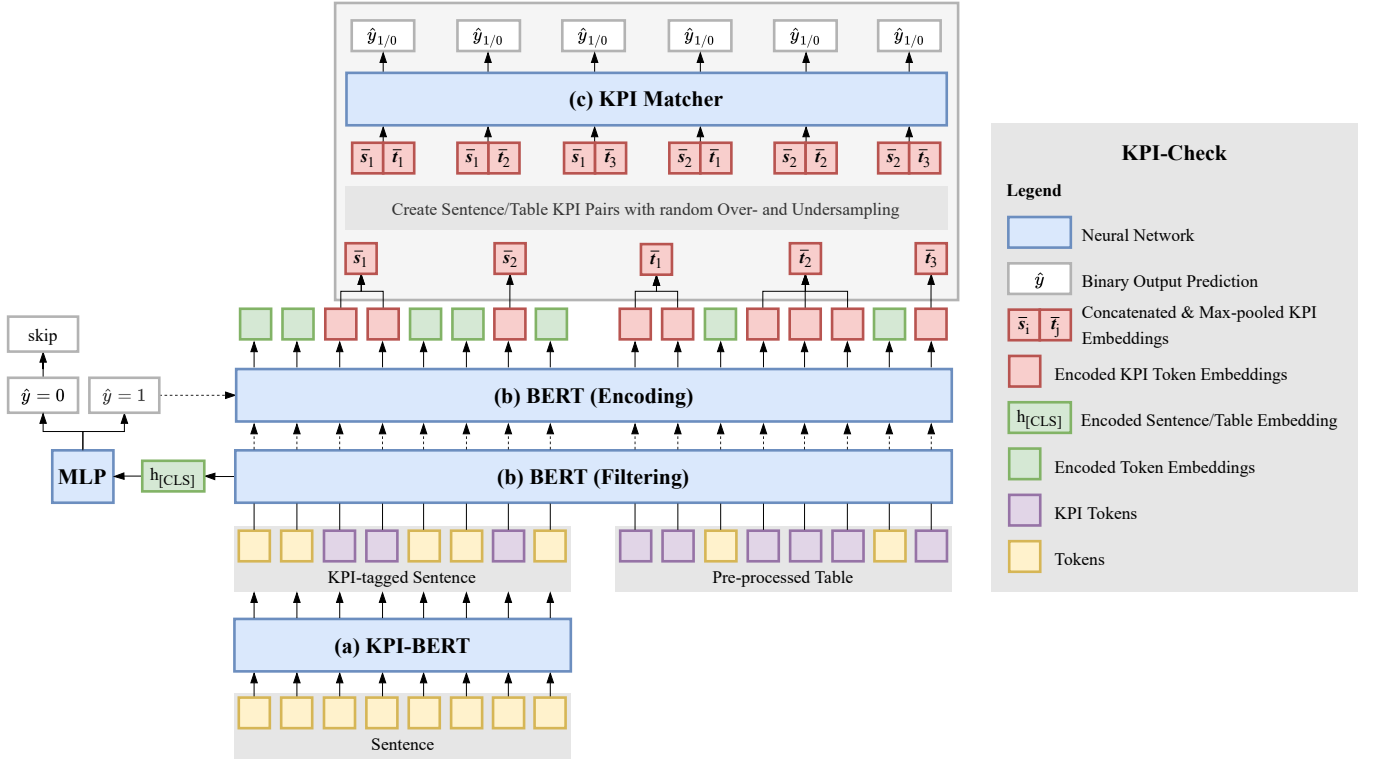 ŷ1/0 ŷ1/0 ŷ1/0 ŷ1/0 ŷ1/0 ŷ1/0
(c) KPI Matcher
s̄1 t̄1 s̄1 t̄2 s̄1 t̄3 s̄2 t̄1 s̄2 t̄2 s̄2 t̄3
Create Sentence/Table KPI Pairs with random Over- and Undersampling
s̄1 s̄2 t̄1 t̄2 t̄3
skip
ŷ = 0 ŷ = 1
(b) BERT (Encoding)
MLP
h[CLS]
(b) BERT (Filtering)
KPI-tagged Sentence
Pre-processed Table
(a) KPI-BERT
Sentence
KPI-Check
Legend
Neural Network
ŷ Binary Output Prediction
s̄i t̄j Concatenated & Max-pooled KPI
Embeddings
Encoded KPI Token Embeddings
h[CLS] Encoded Sentence/Table Embedding
Encoded Token Embeddings
KPI Tokens
Tokens